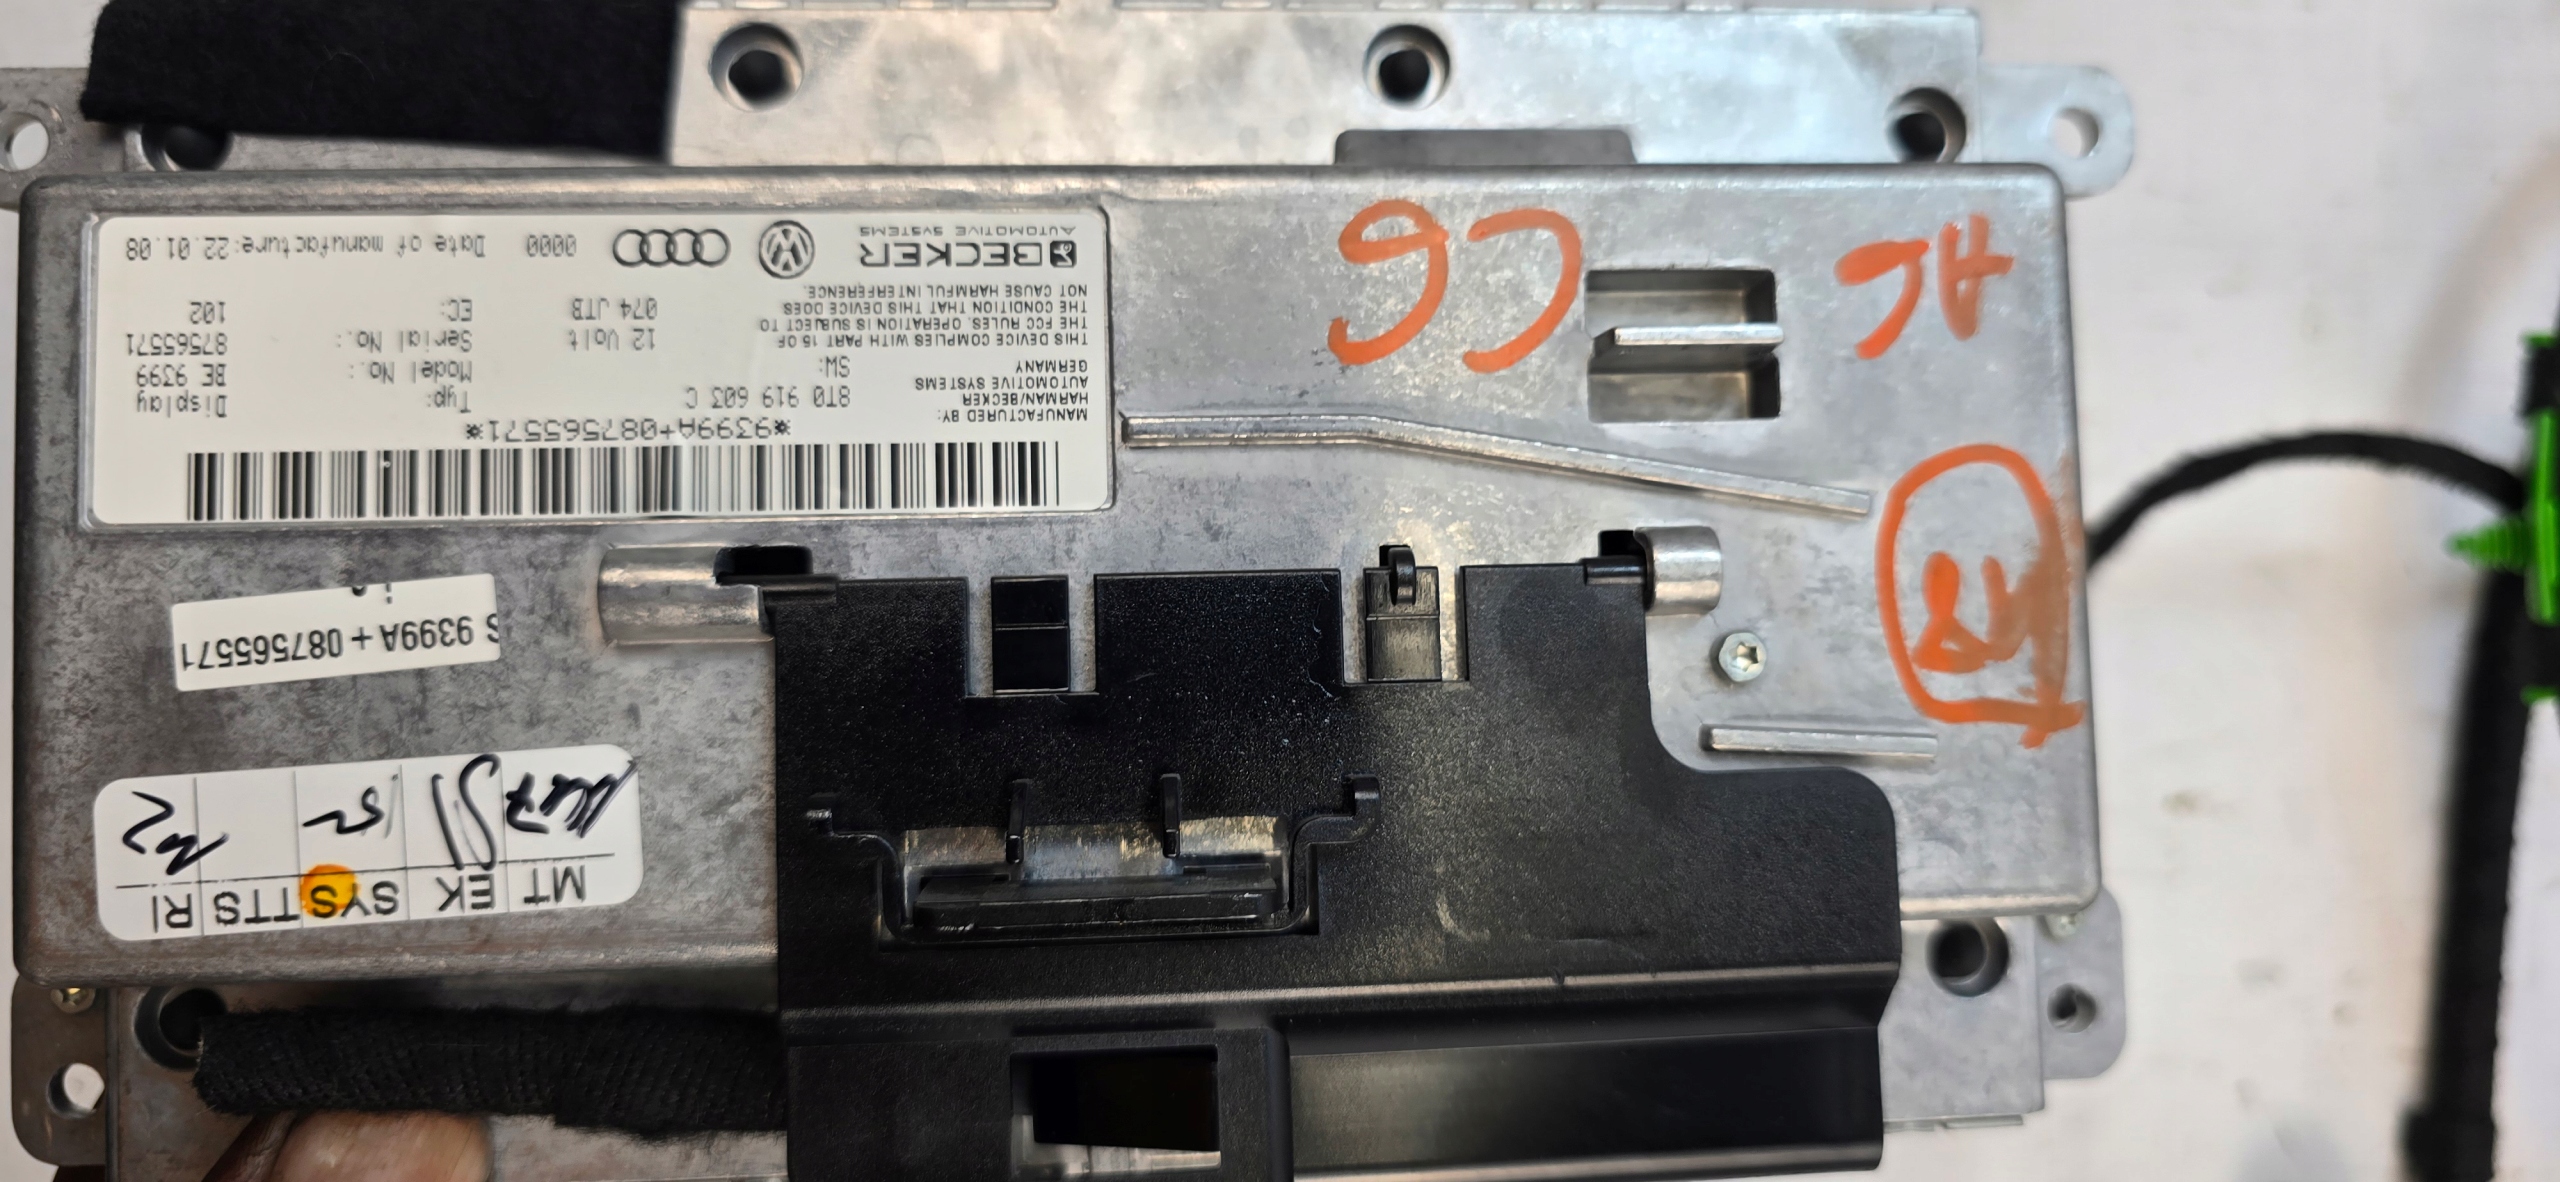 *9399A+087565571*
MANUFACTURED BY:
HARMAN/BECKER
AUTOMOTIVE SYSTEMS
GERMANY
8T0 919 603 C
SW:
Typ: Display
Model No.: BE 9399
THIS DEVICE COMPLIES WITH PART 15 OF
THE FCC RULES. OPERATION IS SUBJECT TO
THE CONDITION THAT THIS DEVICE DOES
NOT CAUSE HARMFUL INTERFERENCE.
12 Volt
Serial No.: 87565571
074 JTB
EC: 102
BECKER
AUTOMOTIVE SYSTEMS
0000
Date of manufacture: 22.01.08
S 9399A + 087565571
MT EK SYS TTS RI